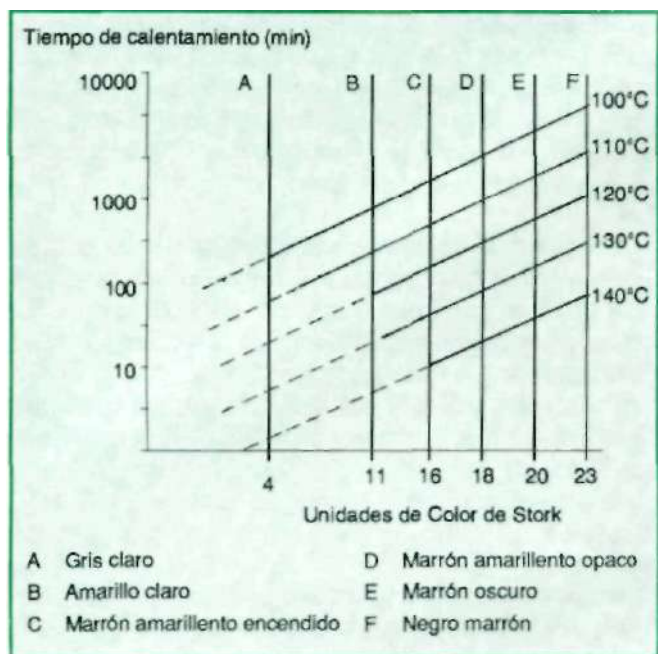 Tiempo de calentamiento (min)
10000
1000
100
10
A B C D E F
100°C
110°C
120°C
130°C
140°C
4 11 16 18 20 23
Unidades de Color de Stork
A Gris claro
B Amarillo claro
C Marrón amarillento encendido
D Marrón amarillento opaco
E Marrón oscuro
F Negro marrón